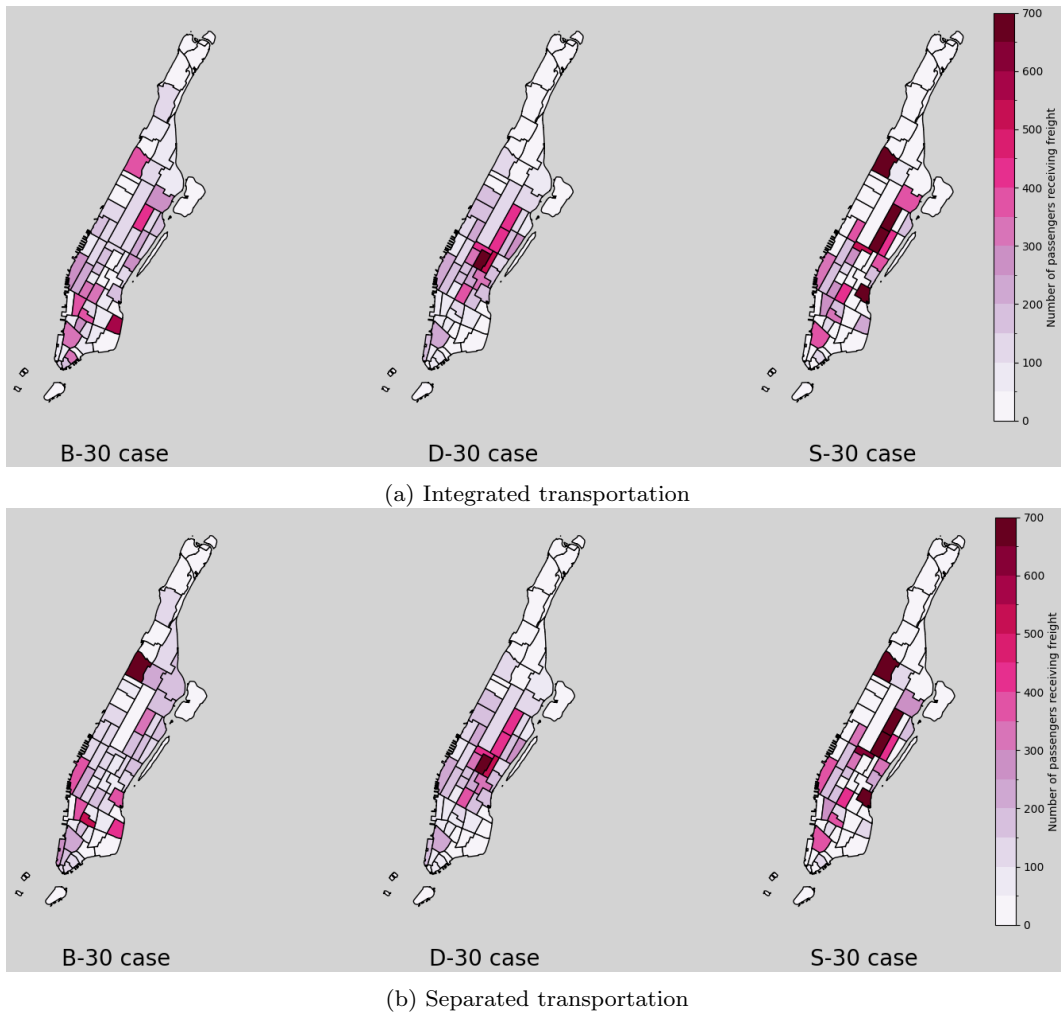 700
600
500
400
300
200
100
0
Number of passengers receiving freight
B-30 case
D-30 case
S-30 case
(a) Integrated transportation
700
600
500
400
300
200
100
0
Number of passengers receiving freight
B-30 case
D-30 case
S-30 case
(b) Separated transportation